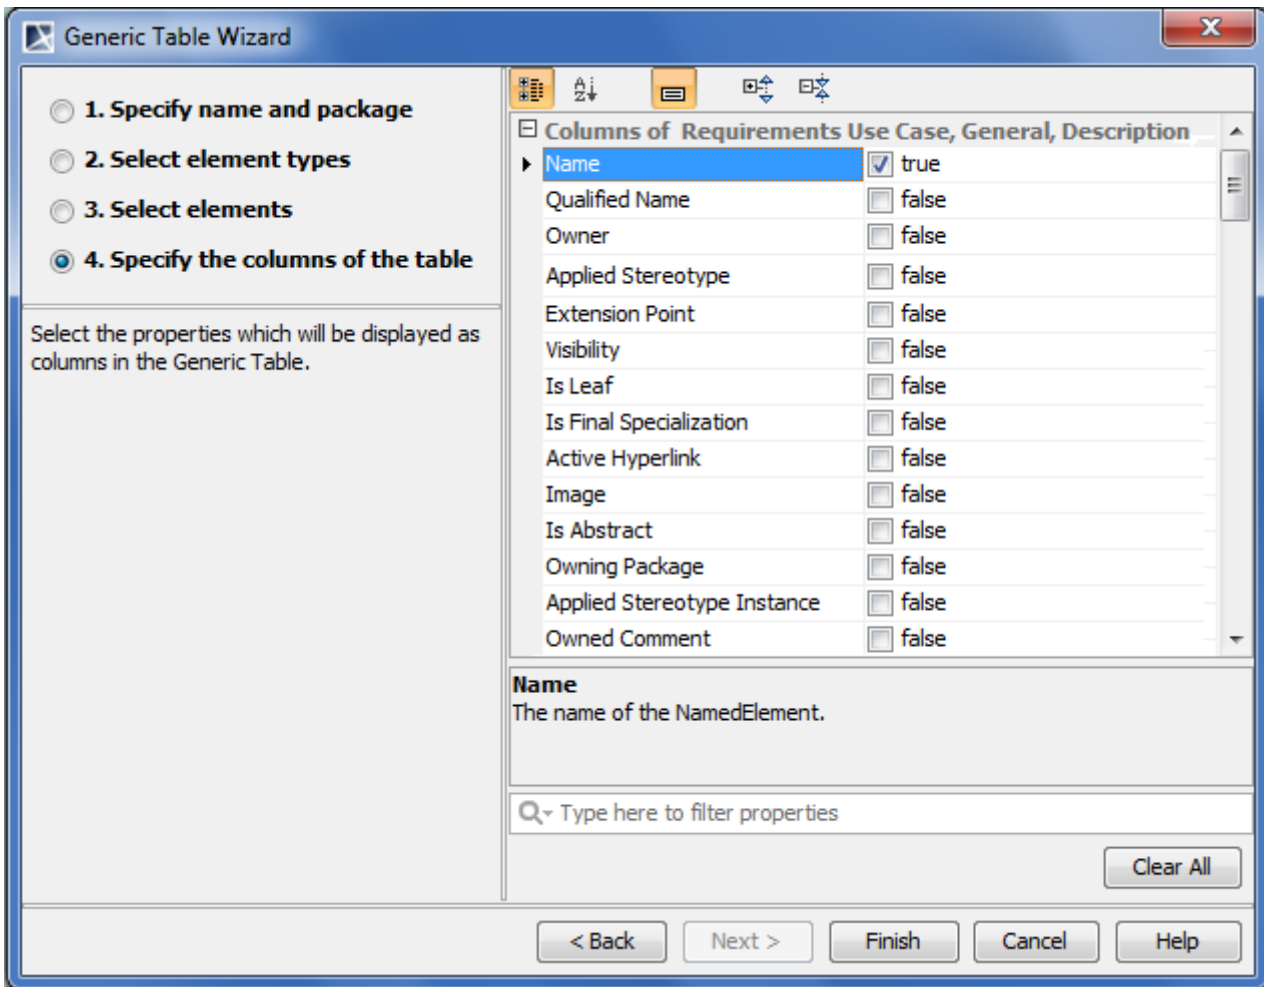 Generic Table Wizard
x
1. Specify name and package
2. Select element types
3. Select elements
4. Specify the columns of the table
Select the properties which will be displayed as
columns in the Generic Table.
A
Z
Columns of Requirements Use Case, General, Description
Name true
Qualified Name false
Owner false
Applied Stereotype false
Extension Point false
Visibility false
Is Leaf false
Is Final Specialization false
Active Hyperlink false
Image false
Is Abstract false
Owning Package false
Applied Stereotype Instance false
Owned Comment false
Name
The name of the NamedElement.
Type here to filter properties
Clear All
< Back Next > Finish Cancel Help